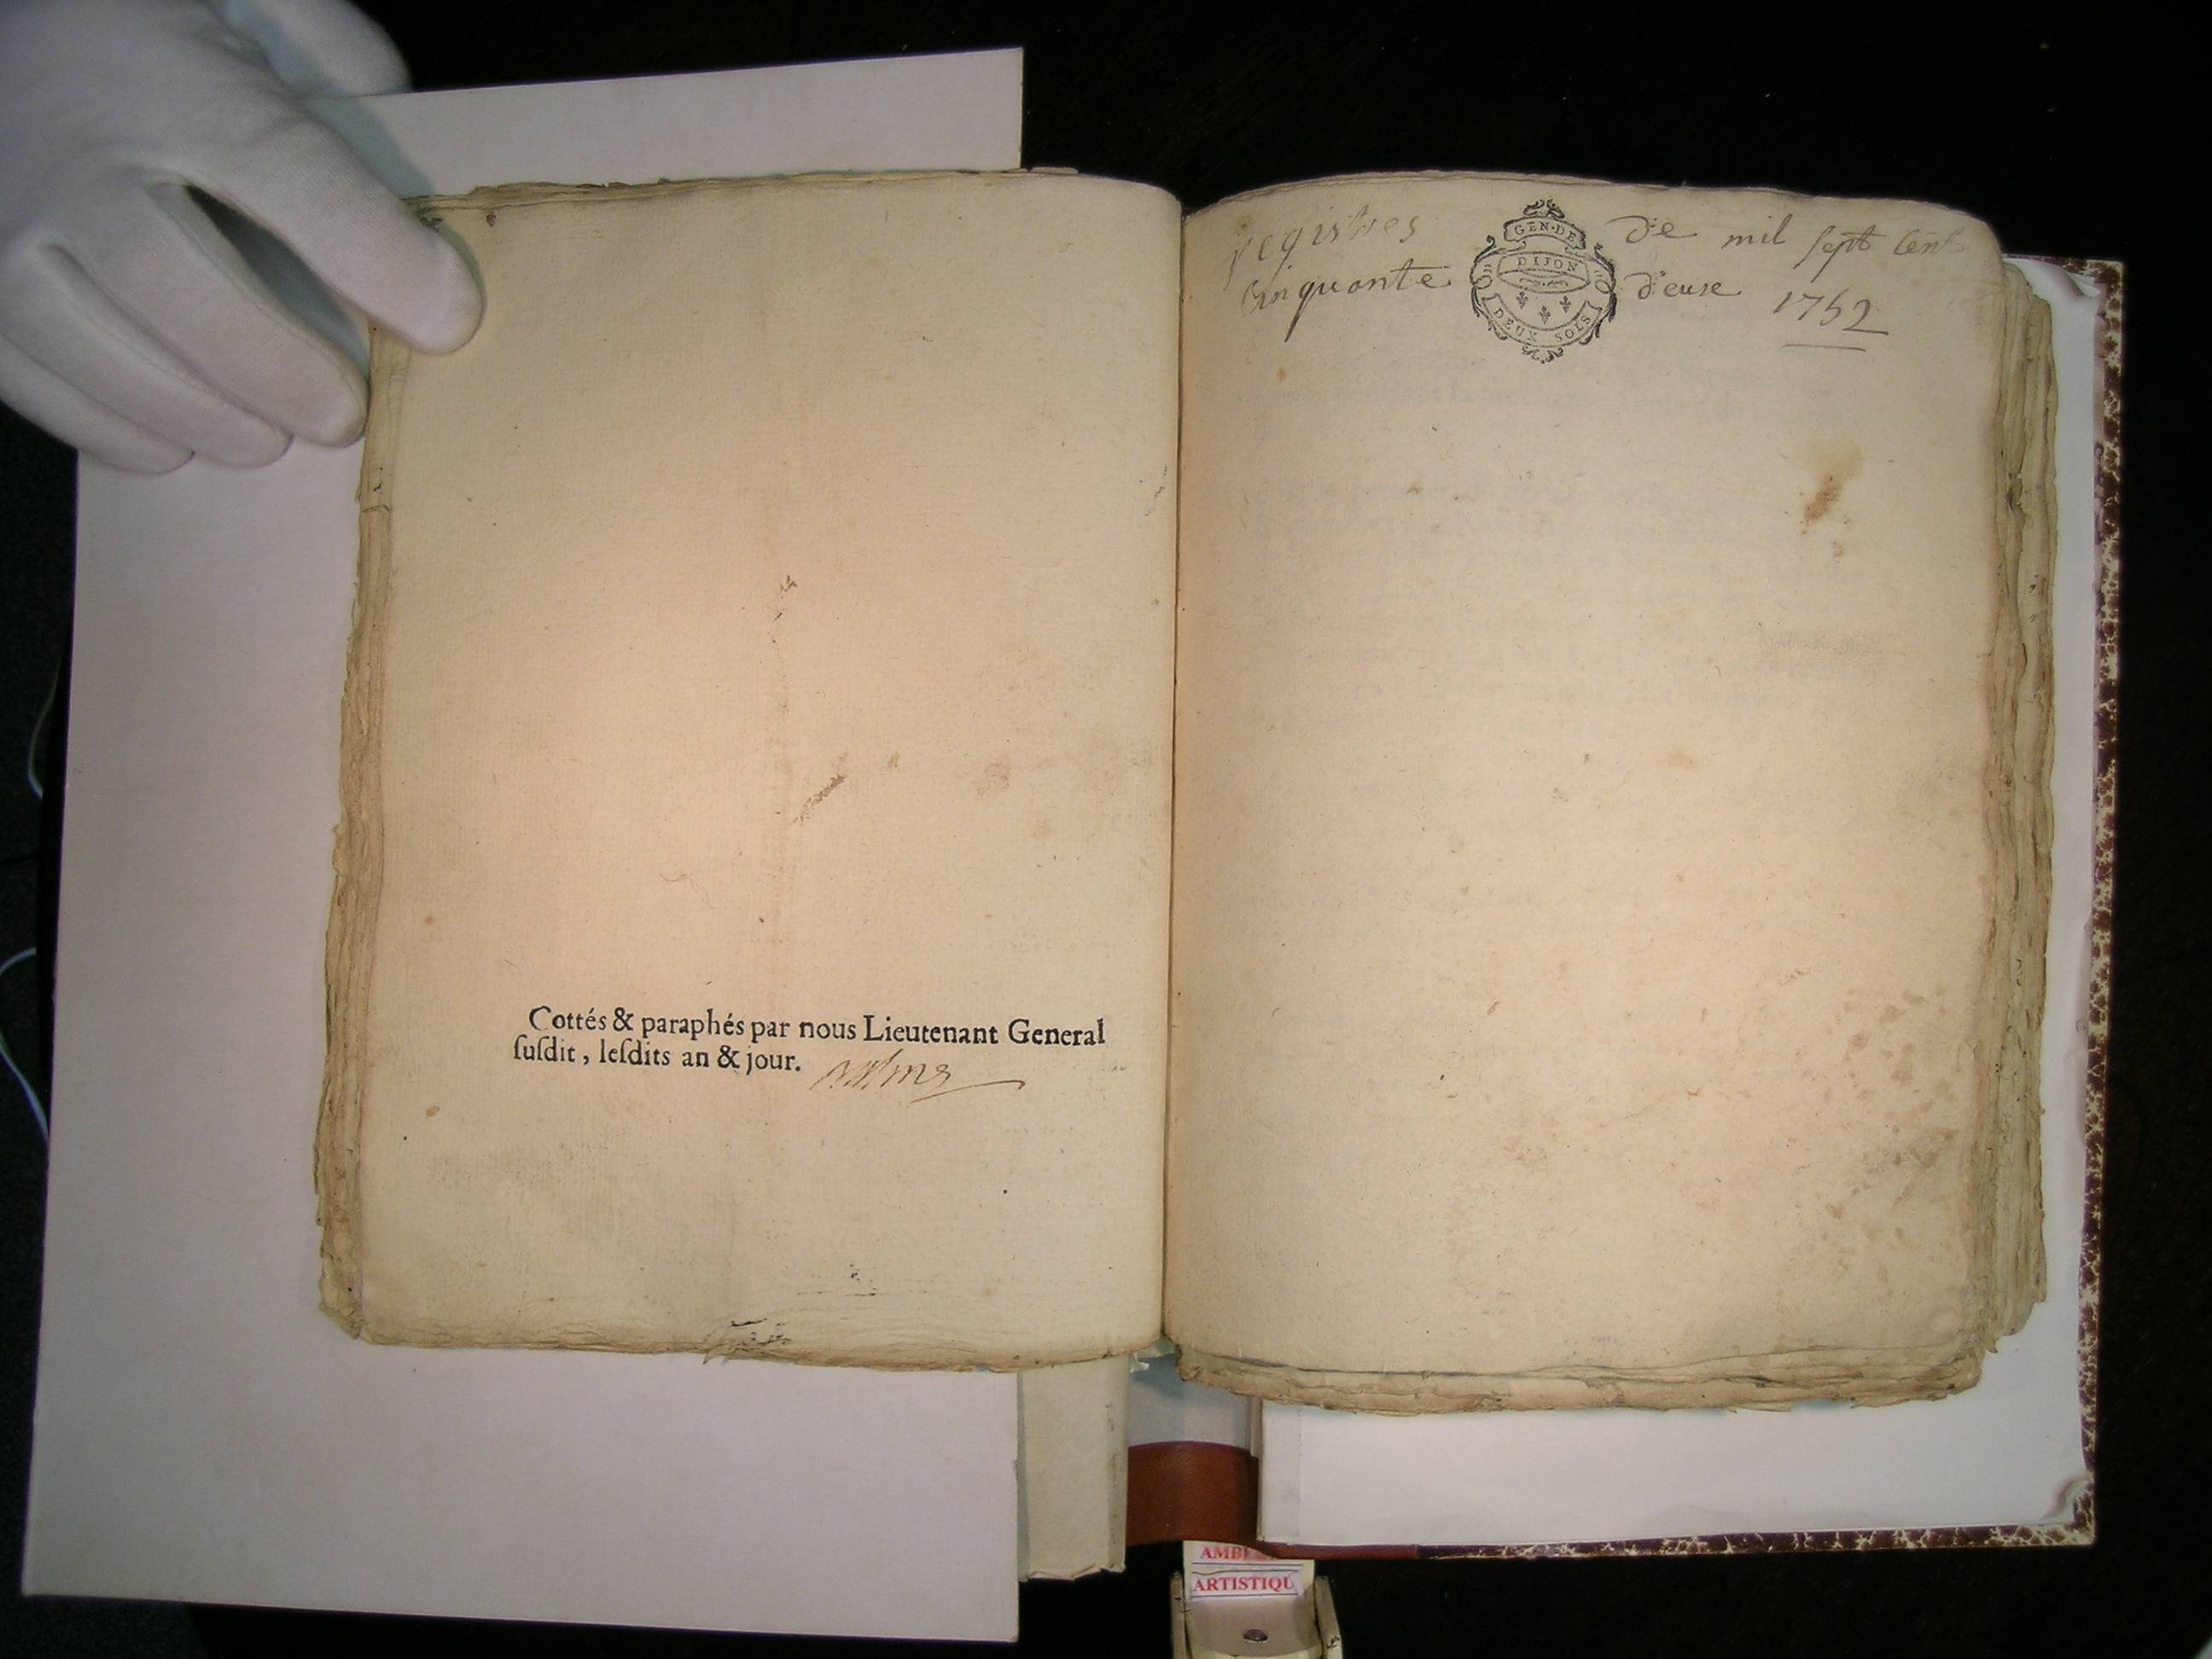 Cottés & paraphés par nous Lieutenant General
ſuſdit, leſdits an & jour.
registres de mil sept Cent
Cinquante deuse 1752
GEN·DE
DIJON
DEUX SOLS
ARTISTIQU